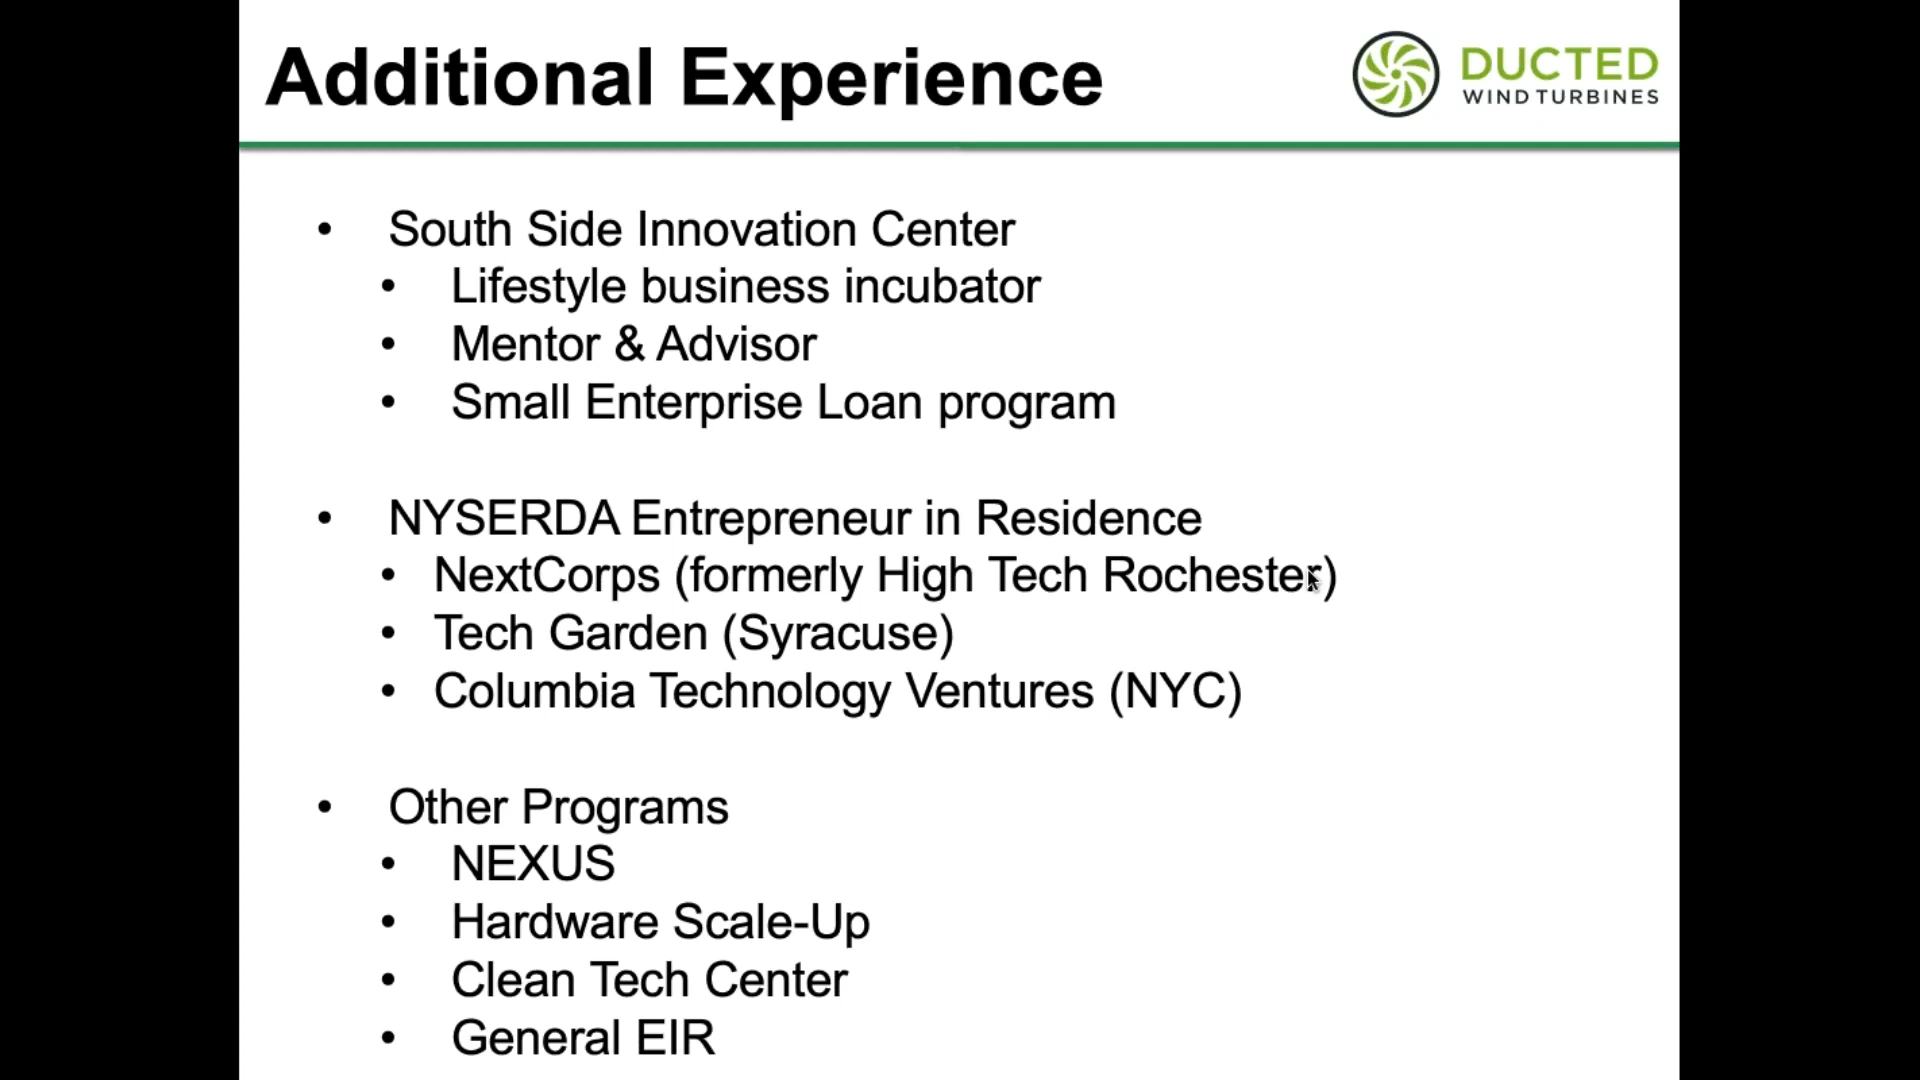 Additional Experience
DUCTED
WIND TURBINES
• South Side Innovation Center
• Lifestyle business incubator
• Mentor & Advisor
• Small Enterprise Loan program
• NYSERDA Entrepreneur in Residence
• NextCorps (formerly High Tech Rochester)
• Tech Garden (Syracuse)
• Columbia Technology Ventures (NYC)
• Other Programs
• NEXUS
• Hardware Scale-Up
• Clean Tech Center
• General EIR